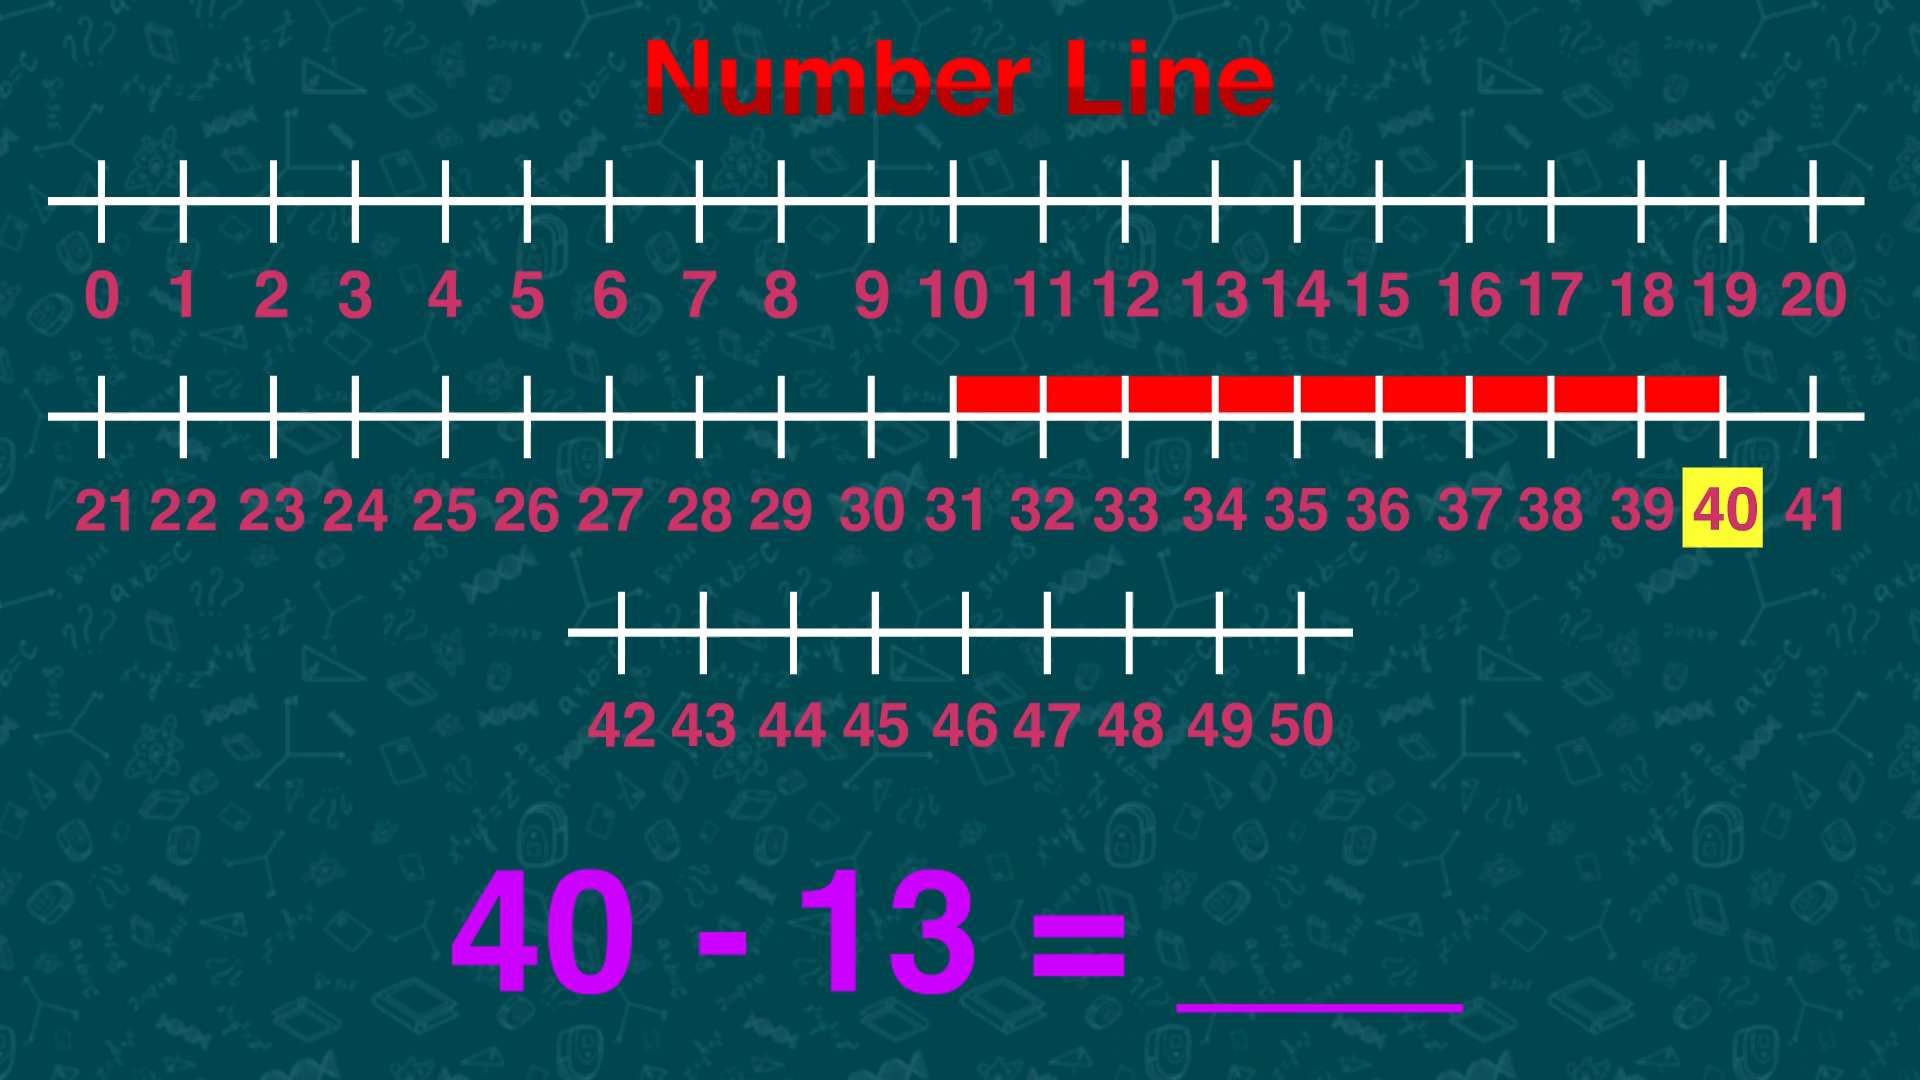 Number Line
0 1 2 3 4 5 6 7 8 9 10 11 12 13 14 15 16 17 18 19 20
21 22 23 24 25 26 27 28 29 30 31 32 33 34 35 36 37 38 39 40 41
42 43 44 45 46 47 48 49 50
40 - 13 = ____